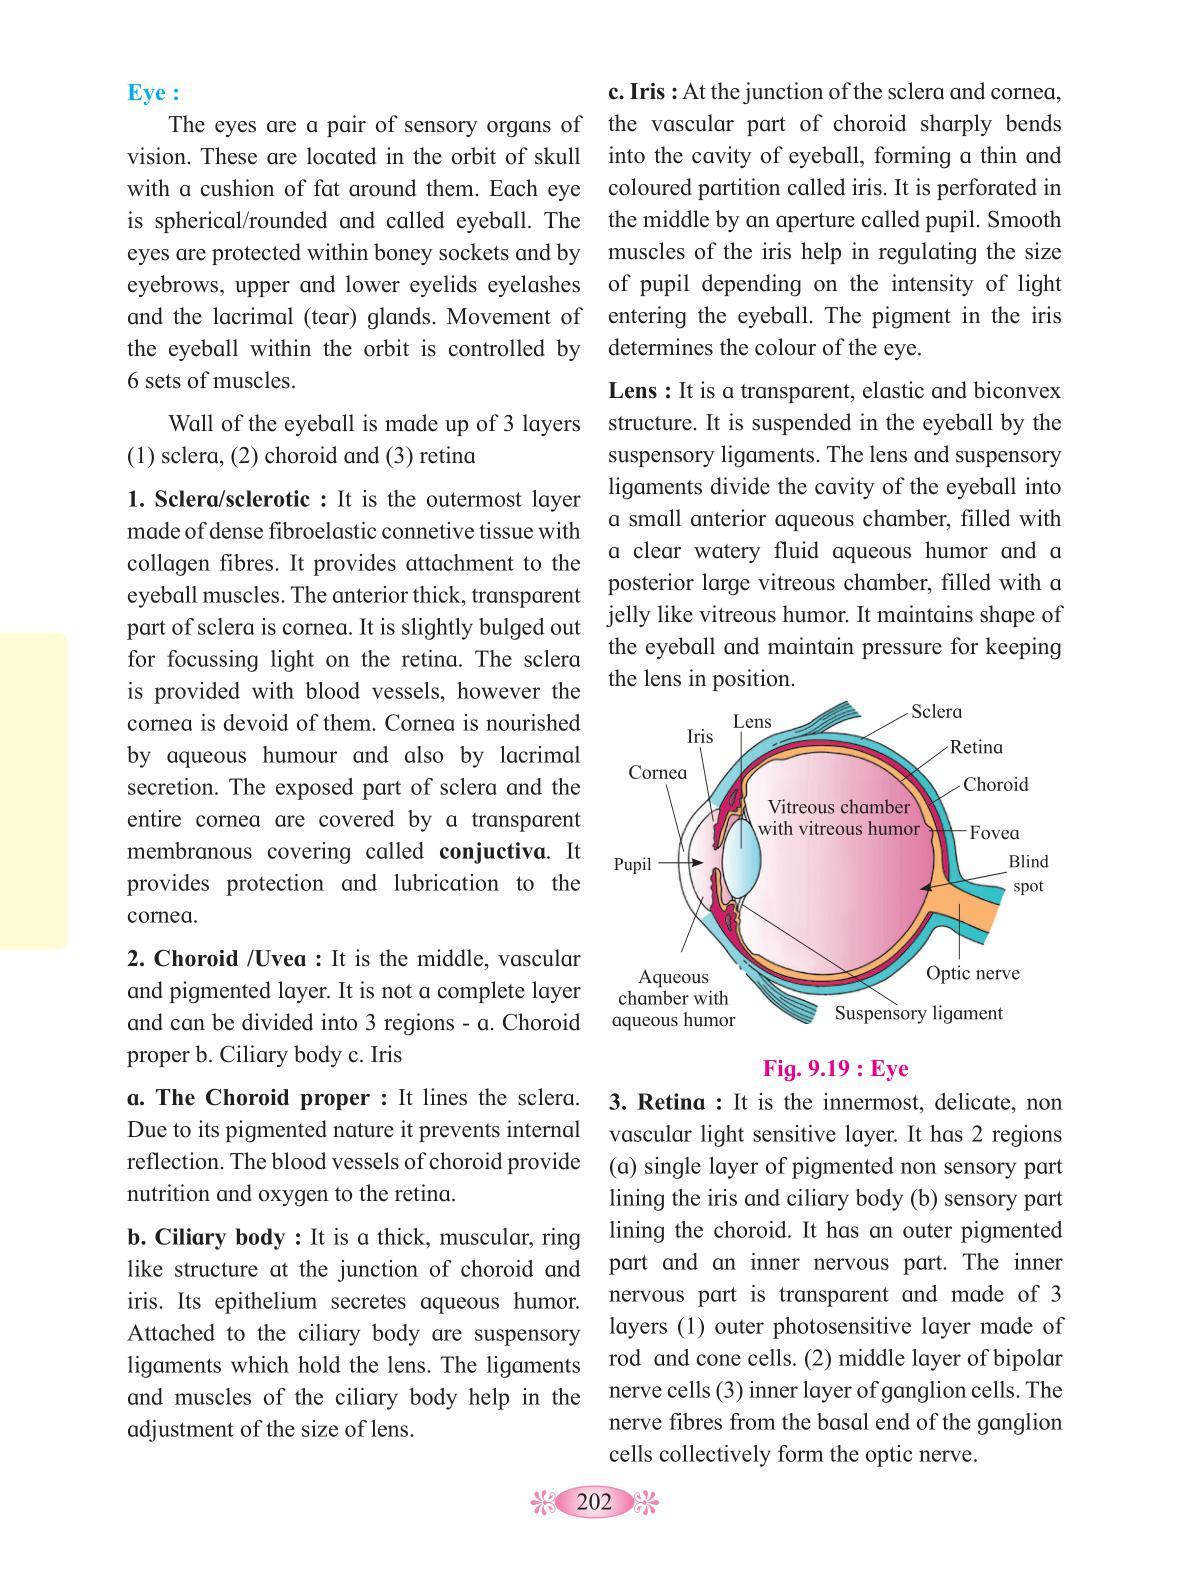 Eye :
The eyes are a pair of sensory organs of
vision. These are located in the orbit of skull
with a cushion of fat around them. Each eye
is spherical/rounded and called eyeball. The
eyes are protected within boney sockets and by
eyebrows, upper and lower eyelids eyelashes
and the lacrimal (tear) glands. Movement of
the eyeball within the orbit is controlled by
6 sets of muscles.
Wall of the eyeball is made up of 3 layers
(1) sclera, (2) choroid and (3) retina
1. Sclera/sclerotic : It is the outermost layer
made of dense fibroelastic connetive tissue with
collagen fibres. It provides attachment to the
eyeball muscles. The anterior thick, transparent
part of sclera is cornea. It is slightly bulged out
for focussing light on the retina. The sclera
is provided with blood vessels, however the
cornea is devoid of them. Cornea is nourished
by aqueous humour and also by lacrimal
secretion. The exposed part of sclera and the
entire cornea are covered by a transparent
membranous covering called conjuctiva. It
provides protection and lubrication to the
cornea.
2. Choroid /Uvea : It is the middle, vascular
and pigmented layer. It is not a complete layer
and can be divided into 3 regions - a. Choroid
proper b. Ciliary body c. Iris
a. The Choroid proper : It lines the sclera.
Due to its pigmented nature it prevents internal
reflection. The blood vessels of choroid provide
nutrition and oxygen to the retina.
b. Ciliary body : It is a thick, muscular, ring
like structure at the junction of choroid and
iris. Its epithelium secretes aqueous humor.
Attached to the ciliary body are suspensory
ligaments which hold the lens. The ligaments
and muscles of the ciliary body help in the
adjustment of the size of lens.
c. Iris : At the junction of the sclera and cornea,
the vascular part of choroid sharply bends
into the cavity of eyeball, forming a thin and
coloured partition called iris. It is perforated in
the middle by an aperture called pupil. Smooth
muscles of the iris help in regulating the size
of pupil depending on the intensity of light
entering the eyeball. The pigment in the iris
determines the colour of the eye.
Lens : It is a transparent, elastic and biconvex
structure. It is suspended in the eyeball by the
suspensory ligaments. The lens and suspensory
ligaments divide the cavity of the eyeball into
a small anterior aqueous chamber, filled with
a clear watery fluid aqueous humor and a
posterior large vitreous chamber, filled with a
jelly like vitreous humor. It maintains shape of
the eyeball and maintain pressure for keeping
the lens in position.
Sclera
Lens
Iris
Retina
Cornea
Choroid
Vitreous chamber
with vitreous humor
Fovea
Pupil
Blind
spot
Aqueous
chamber with
aqueous humor
Optic nerve
Suspensory ligament
Fig. 9.19 : Eye
3. Retina : It is the innermost, delicate, non
vascular light sensitive layer. It has 2 regions
(a) single layer of pigmented non sensory part
lining the iris and ciliary body (b) sensory part
lining the choroid. It has an outer pigmented
part and an inner nervous part. The inner
nervous part is transparent and made of 3
layers (1) outer photosensitive layer made of
rod and cone cells. (2) middle layer of bipolar
nerve cells (3) inner layer of ganglion cells. The
nerve fibres from the basal end of the ganglion
cells collectively form the optic nerve.
202